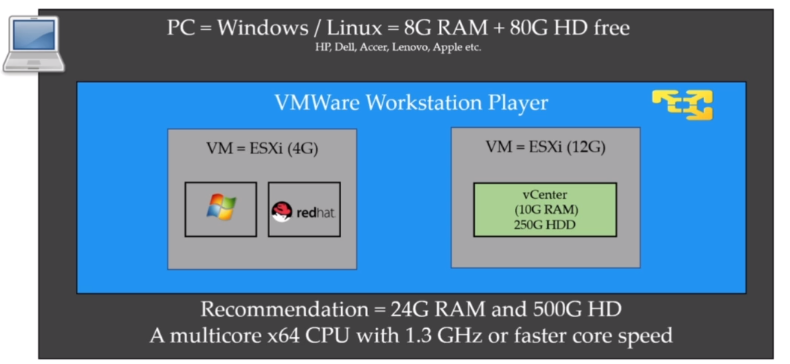 PC = Windows / Linux = 8G RAM + 80G HD free
HP, Dell, Accer, Lenovo, Apple etc.
VMWare Workstation Player
VM = ESXi (4G)
redhat.
VM = ESXi (12G)
vCenter
(10G RAM)
250G HDD
Recommendation = 24G RAM and 500G HD
A multicore x64 CPU with 1.3 GHz or faster core speed